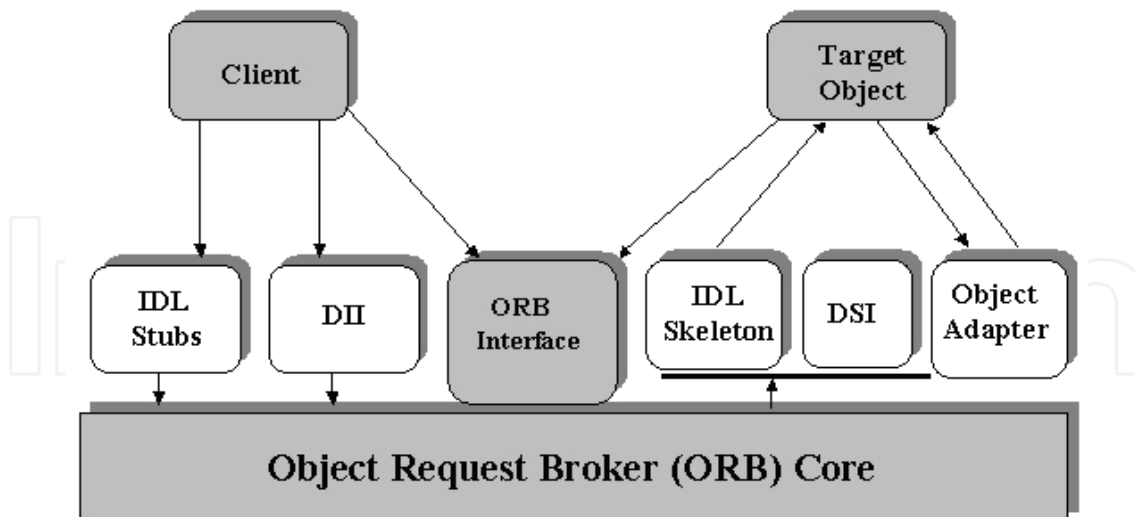 Client
Target
Object
IDL
Stubs
DII
ORB
Interface
IDL
Skeleton
DSI
Object
Adapter
Object Request Broker (ORB) Core